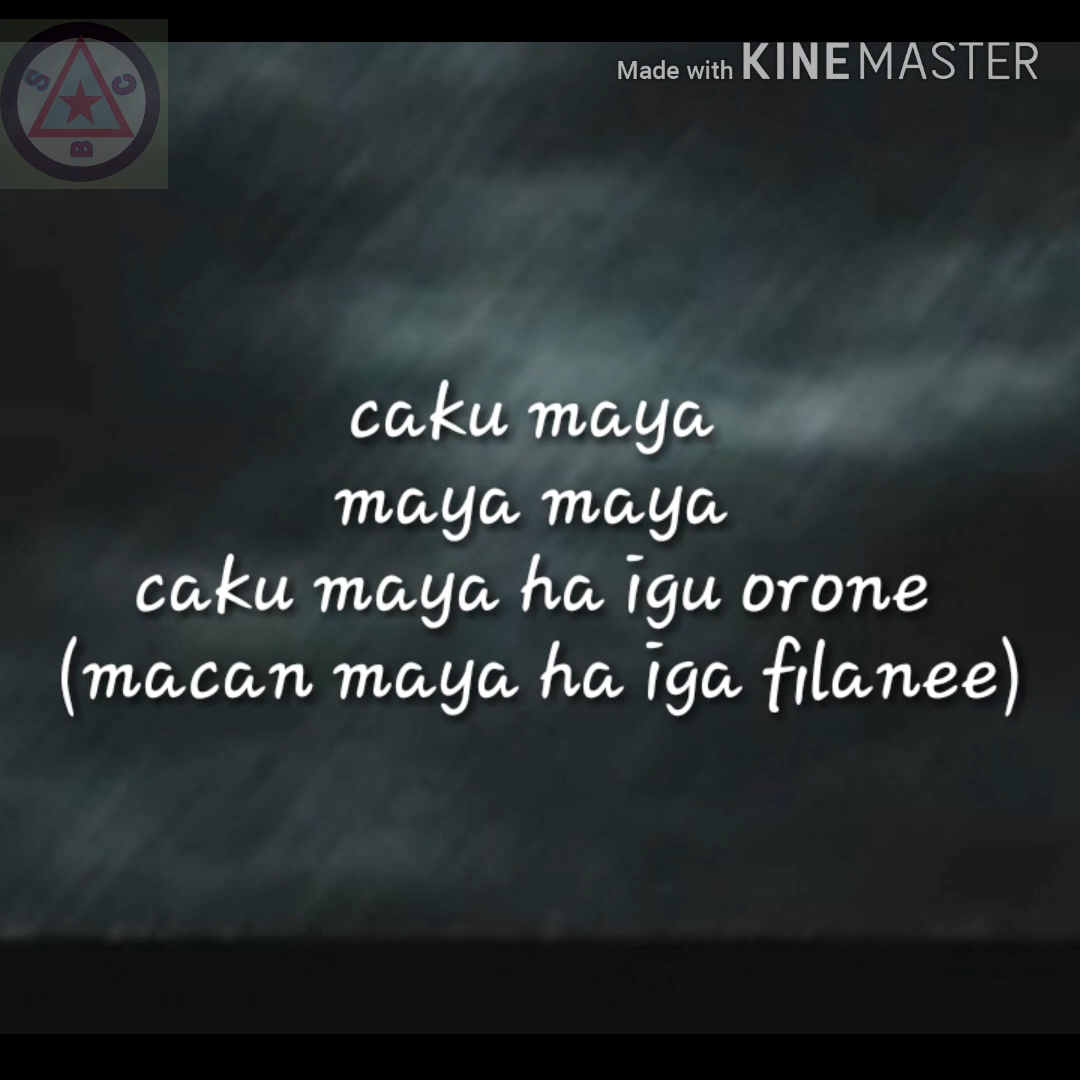 S C
B
Made with KINEMASTER
caku maya
maya maya
caku maya ha igu orone
(macan maya ha iga filanee)